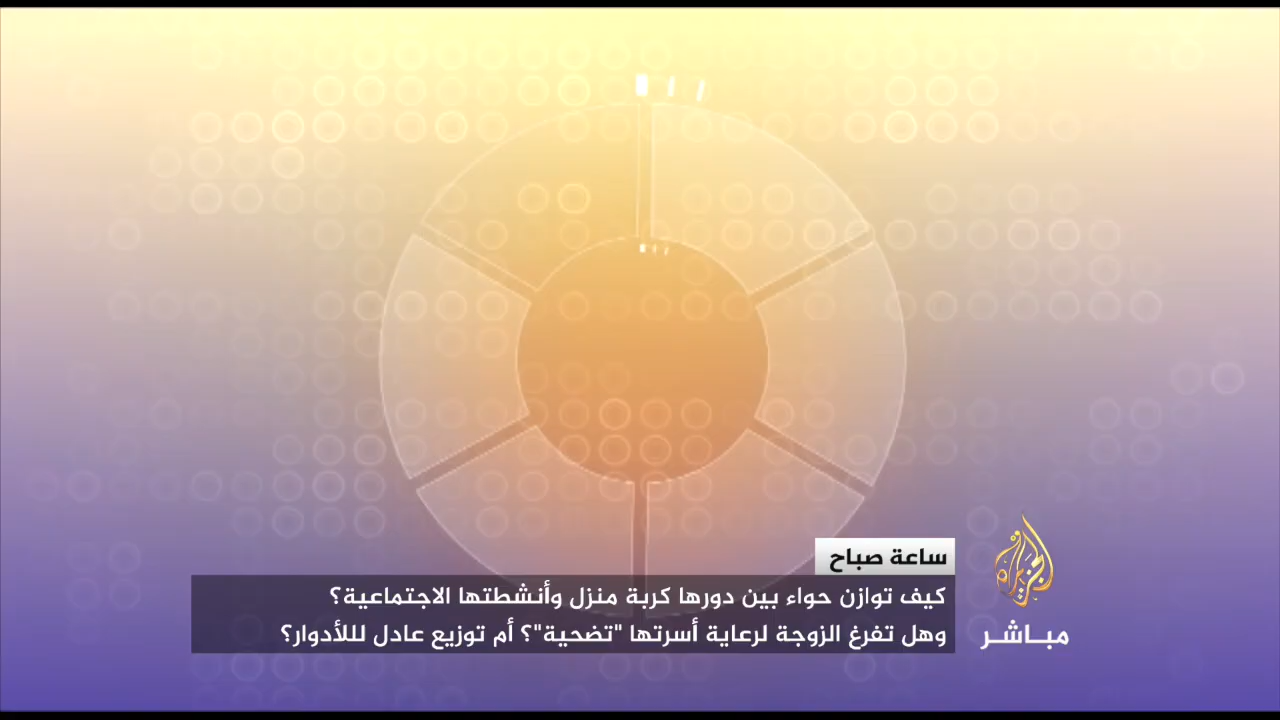 ساعة صباح
كيف توازن حواء بين دورها كربة منزل وأنشطتها الاجتماعية؟
وهل تفرغ الزوجة لرعاية أسرتها "تضحية"؟ أم توزيع عادل لللأدوار؟
الجزيرة
مباشر